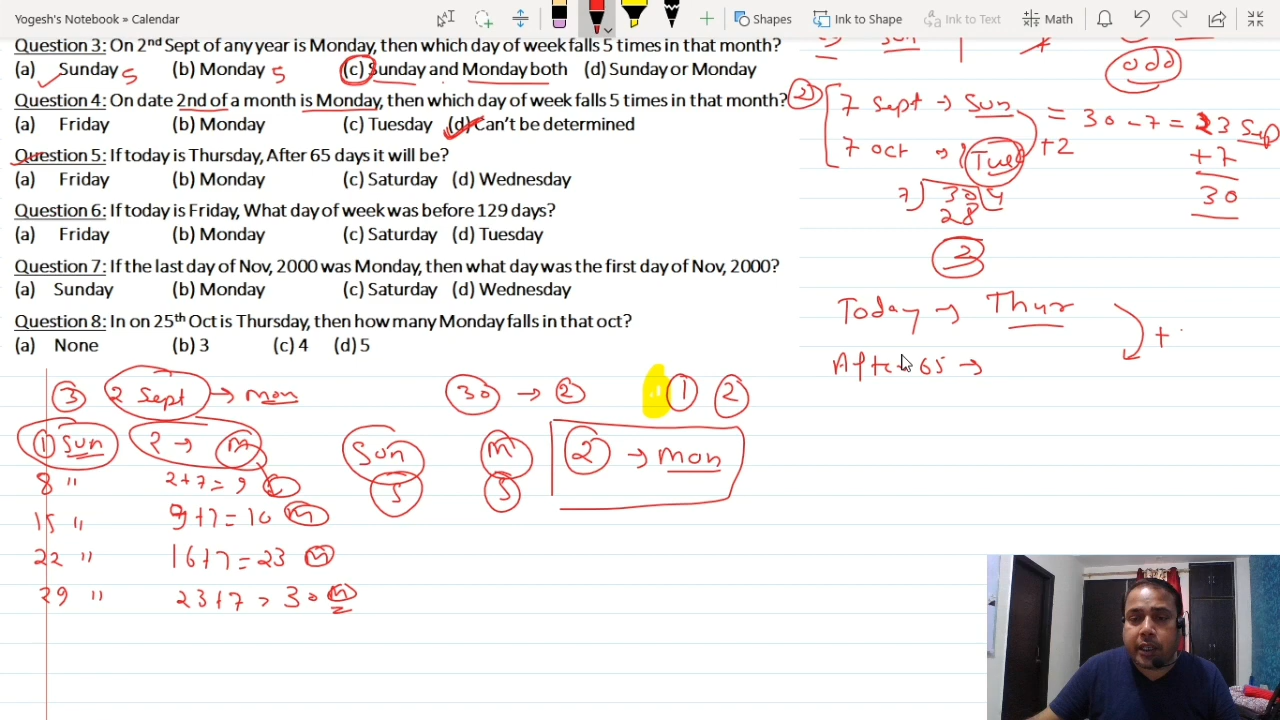 Yogesh's Notebook » Calendar
Shapes
Ink to Shape
Ink to Text
Math
Question 3: On 2nd Sept of any year is Monday, then which day of week falls 5 times in that month?
(a) Sunday 5 (b) Monday 5 (c) Sunday and Monday both (d) Sunday or Monday
Question 4: On date 2nd of a month is Monday, then which day of week falls 5 times in that month?
(a) Friday (b) Monday (c) Tuesday (d) Can't be determined
Question 5: If today is Thursday, After 65 days it will be?
(a) Friday (b) Monday (c) Saturday (d) Wednesday
Question 6: If today is Friday, What day of week was before 129 days?
(a) Friday (b) Monday (c) Saturday (d) Tuesday
Question 7: If the last day of Nov, 2000 was Monday, then what day was the first day of Nov, 2000?
(a) Sunday (b) Monday (c) Saturday (d) Wednesday
Question 8: In on 25th Oct is Thursday, then how many Monday falls in that oct?
(a) None (b) 3 (c) 4 (d) 5
odd
2 7 Sept → Sun = 30 - 7 = 23 Sep
7 oct → Tue +2 +7
7 30 4 30
28
2
Today → Thur
After 65 → +
3 2 Sept → mon 30 → 2 1 2
1 Sun 2 → M Sun M 2 → mon
8 " 2+7 = 9 5 5
15 " 9+7 = 10 M
22 " 16+7 = 23 M
29 " 23+7 = 30 M